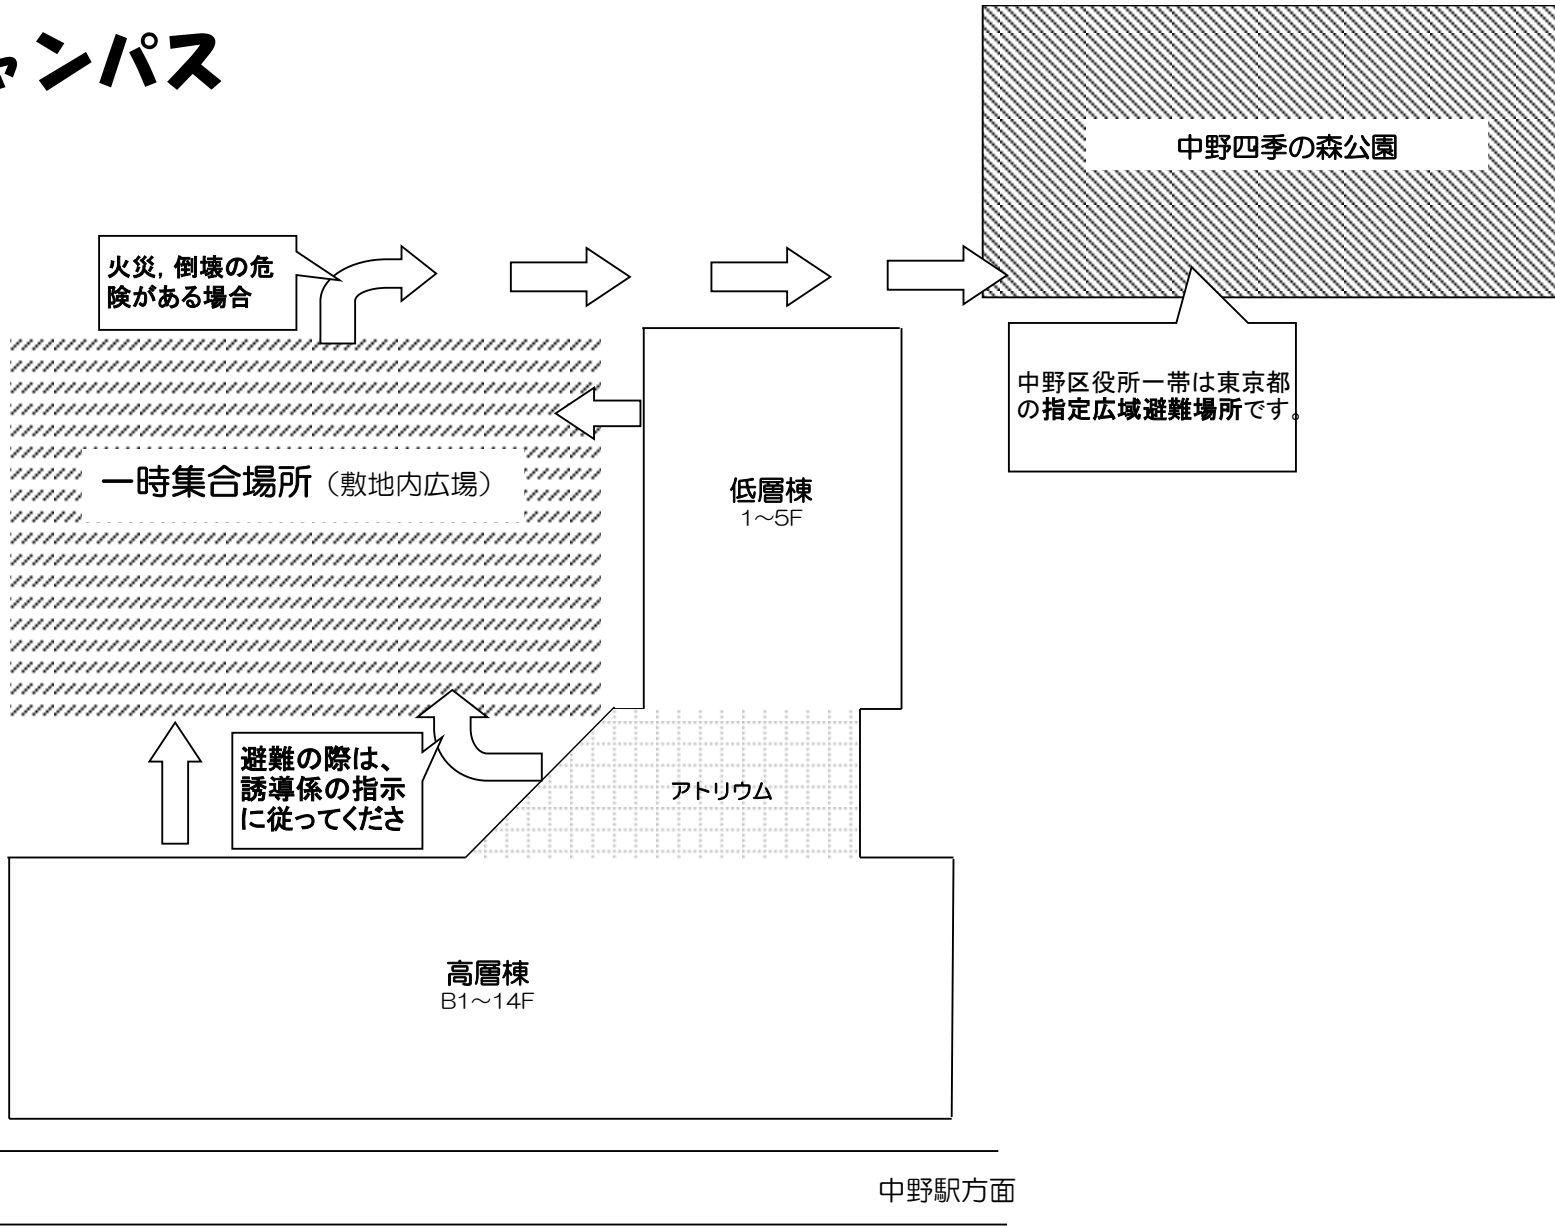 ャンパス
中野四季の森公園
火災，倒壊の危
険がある場合
中野区役所一帯は東京都
の指定広域避難場所です。
一時集合場所（敷地内広場）
低層棟
1～5F
避難の際は、
誘導係の指示
に従ってくださ
アトリウム
高層棟
B1～14F
中野駅方面